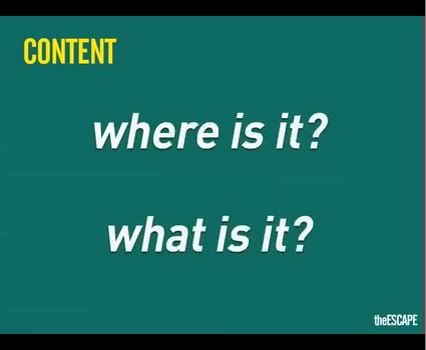 CONTENT
where is it?
what is it?
theESCAPE